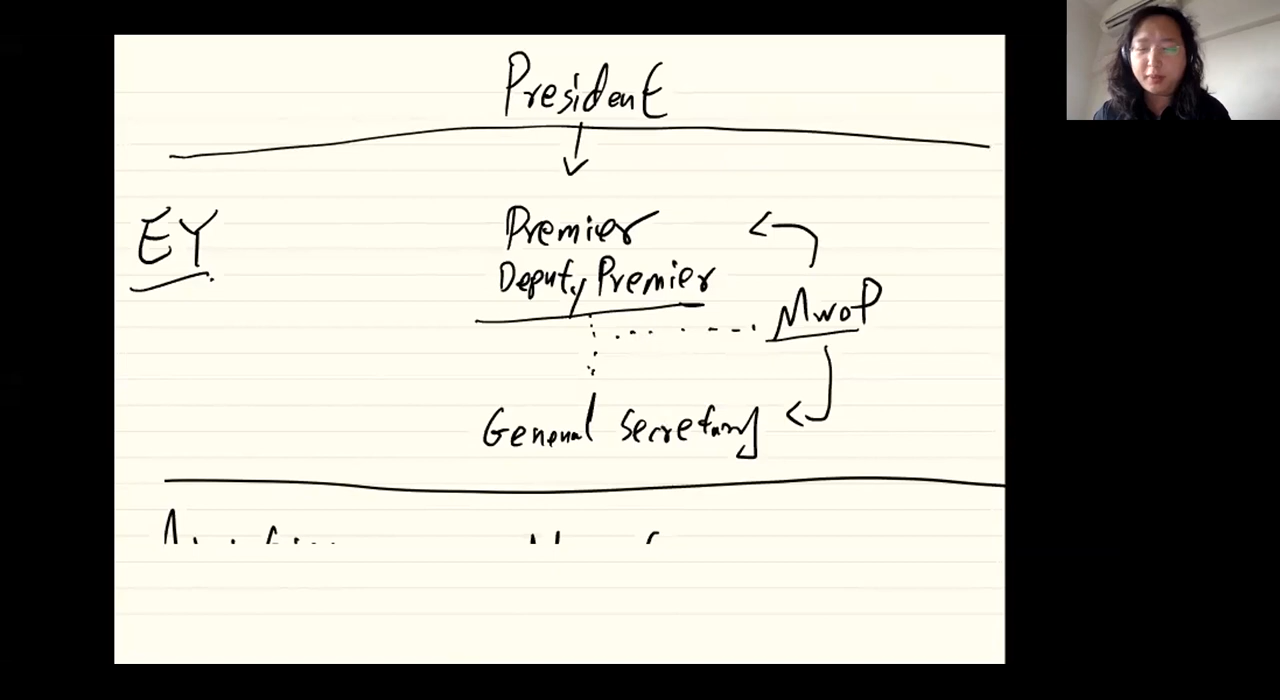 President
EY
Premier
Deputy Premier
MwoP
General Secretary